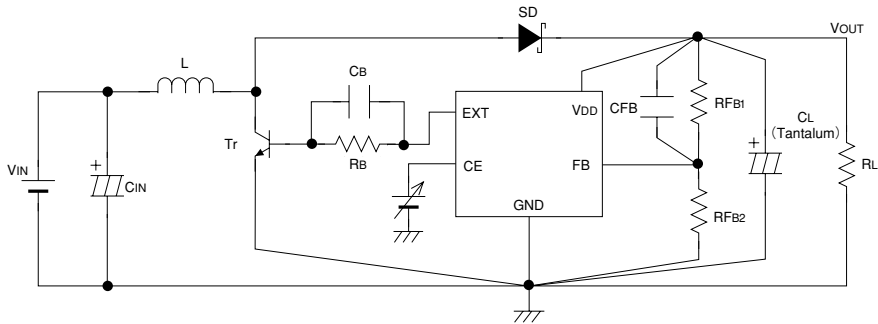 SD
VOUT
L
CB
EXT
VDD
CFB
RFB1
CL
(Tantalum)
Tr
RB
CE
FB
RL
VIN
+
CIN
+
GND
RFB2